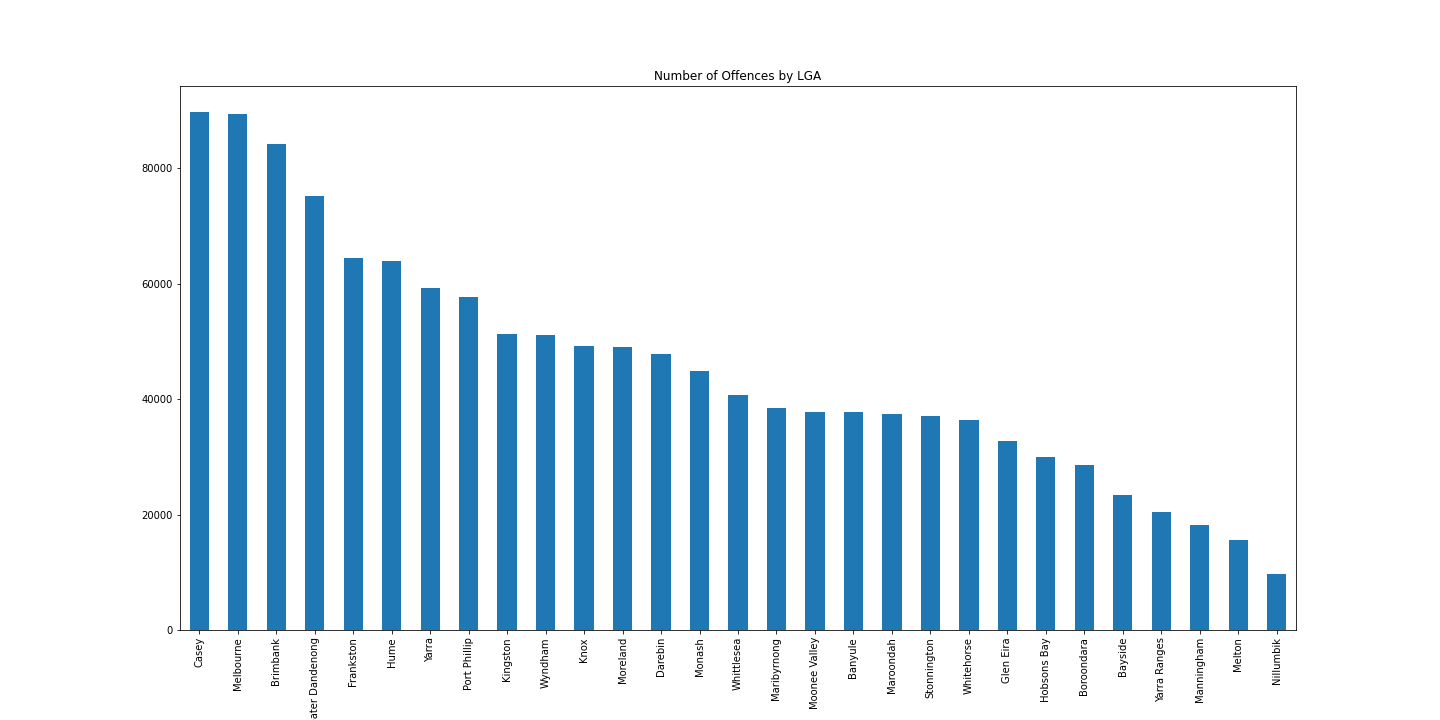 Number of Offences by LGA
80000
60000
40000
20000
0
Casey
Melbourne
Brimbank
ater Dandenong
Frankston
Hume
Yarra
Port Phillip
Kingston
Wyndham
Knox
Moreland
Darebin
Monash
Whittlesea
Maribyrnong
Moonee Valley
Banyule
Maroondah
Stonnington
Whitehorse
Glen Eira
Hobsons Bay
Boroondara
Bayside
Yarra Ranges
Manningham
Melton
Nillumbik